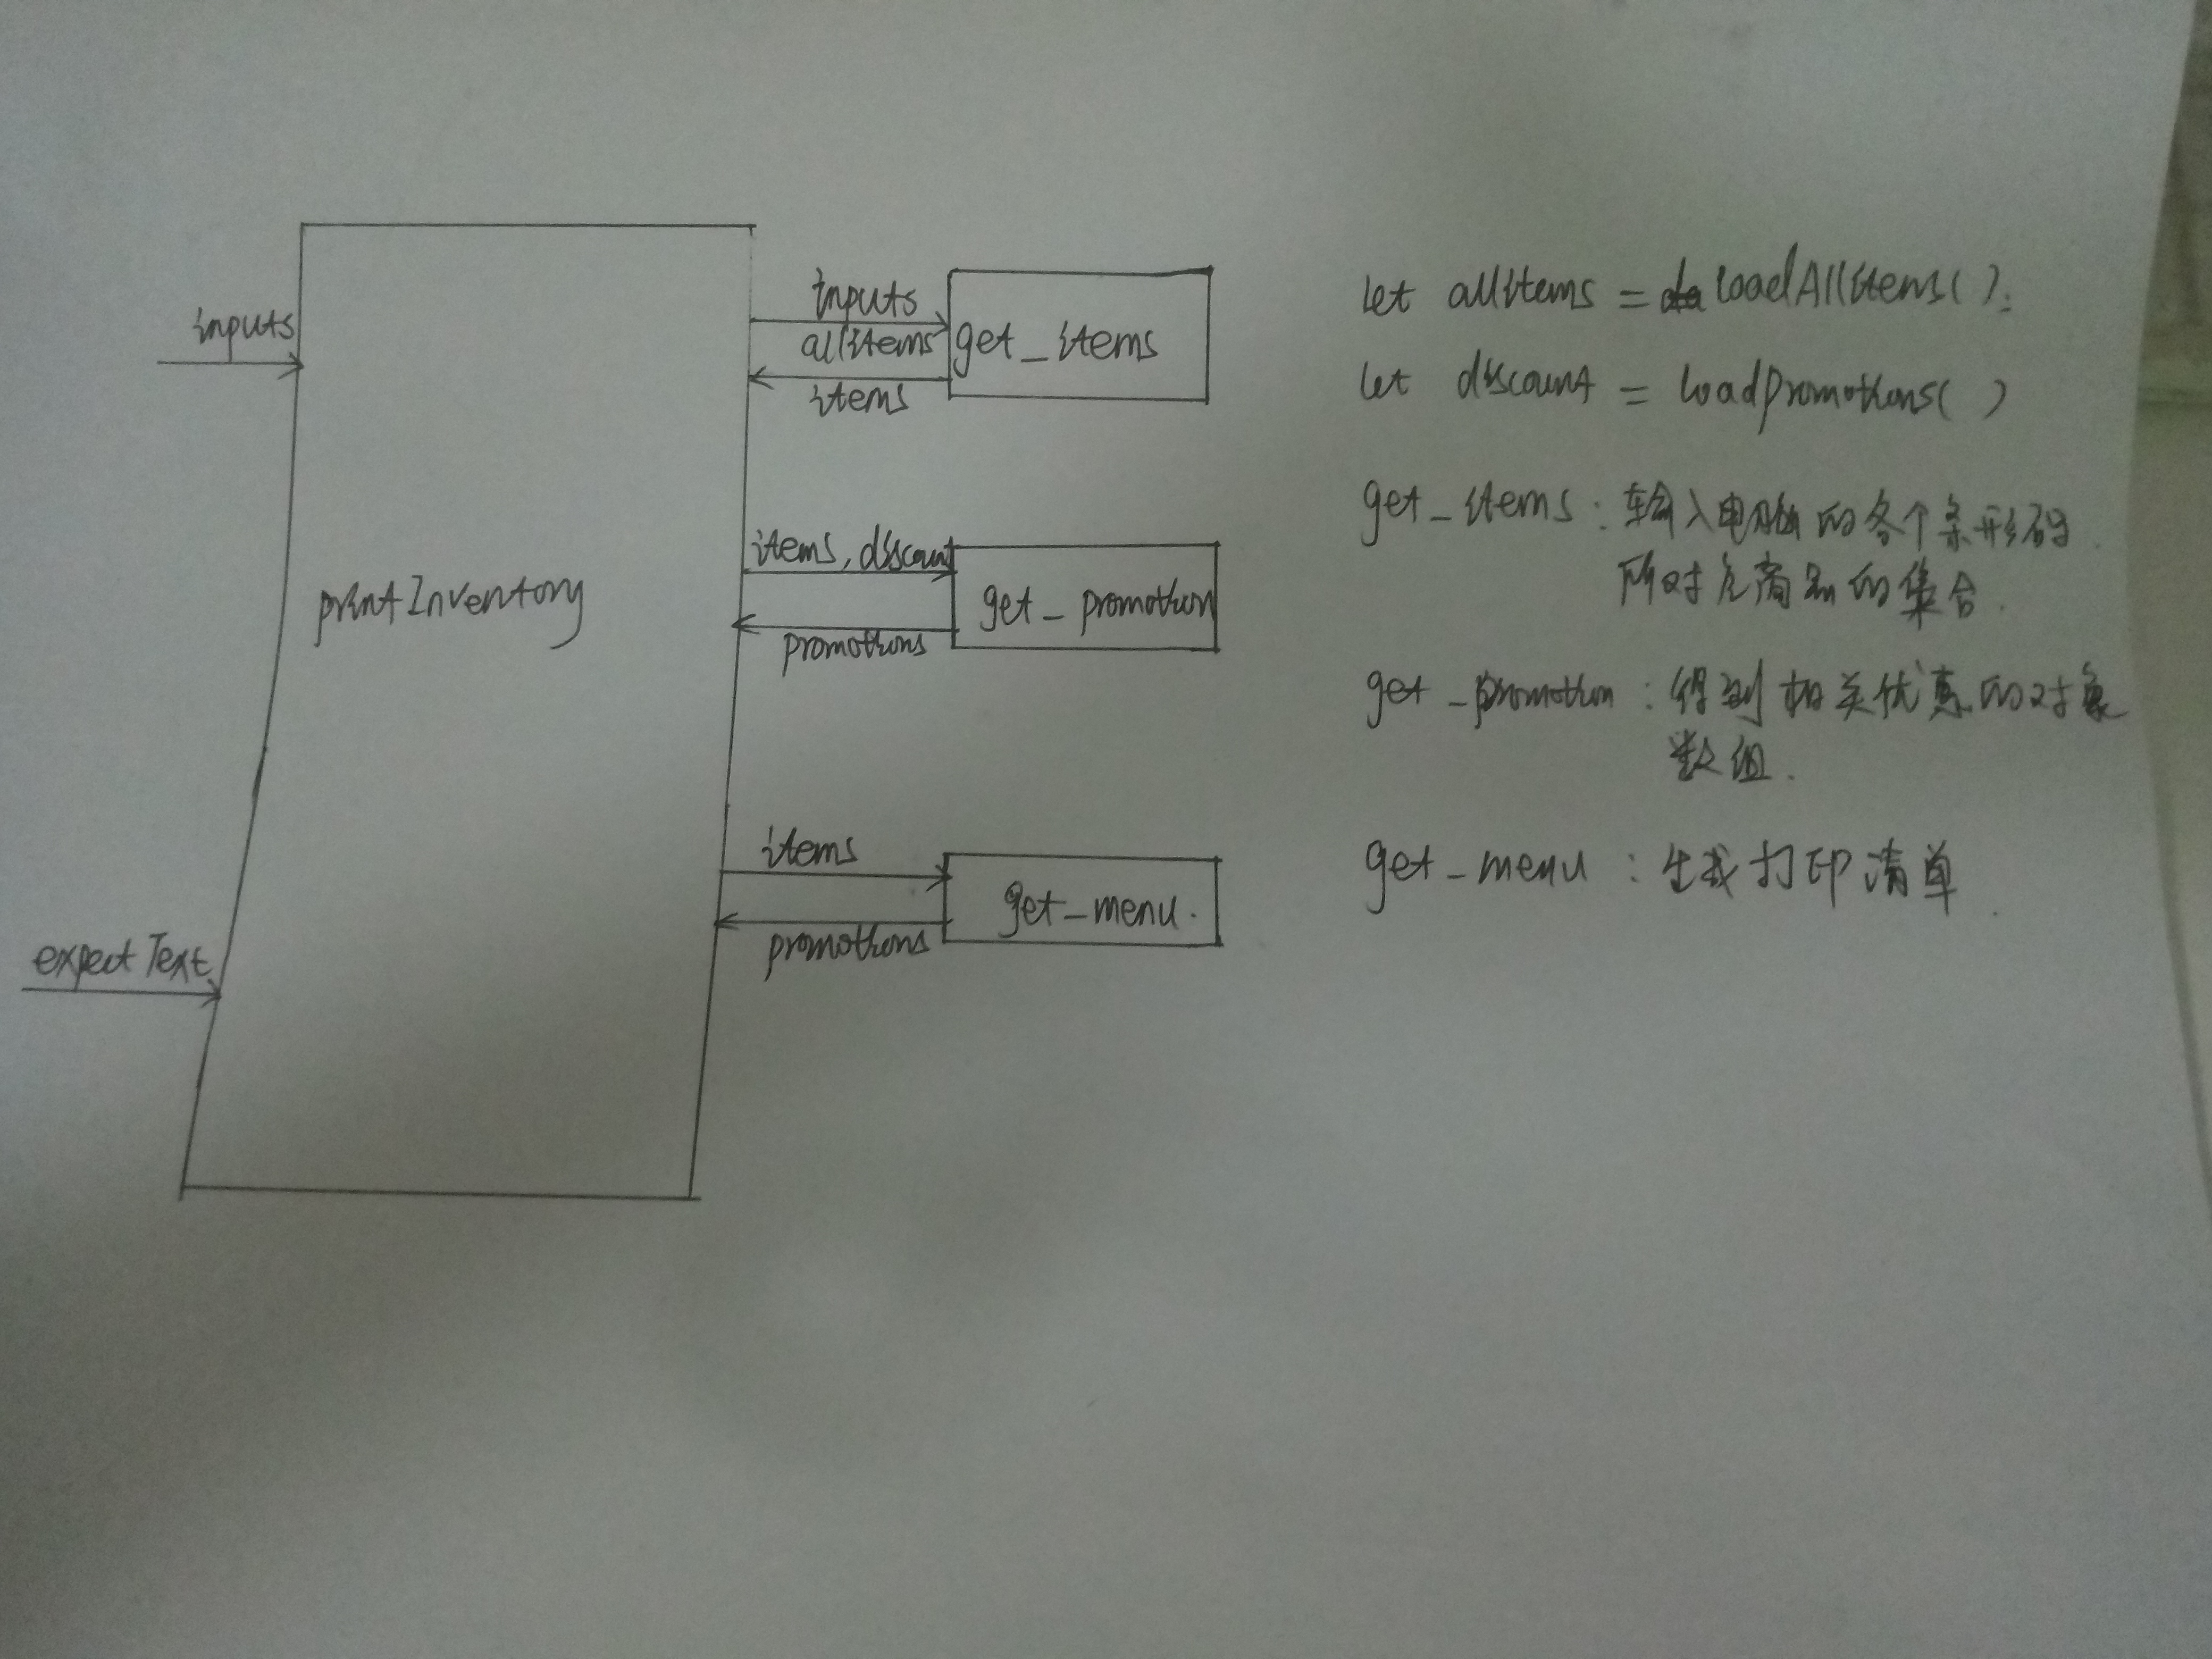 inputs
printInventory
expect Text
inputs
allitems
items
get_items
items, discount
promotions
get_promotion
items
promotions
get_menu.
let allitems = loadAllitems();
let discount = loadPromotions()
get_items : 输入电脑的各个条形码
所对应商品的集合.
get_promotion : 得到相关优惠的对象
数组.
get_menu : 生成打印清单.